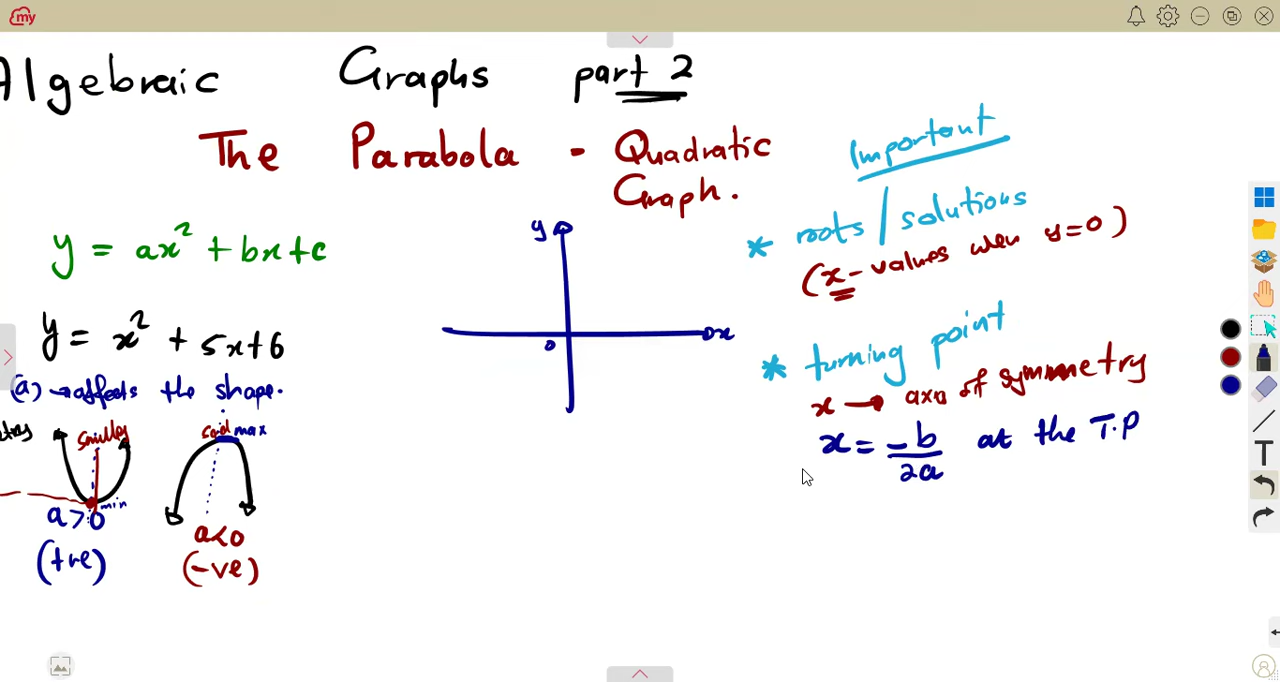 my
Algebraic Graphs part 2
The Parabola - Quadratic
Graph.
y = ax² + bx + c
y = x² + 5x + 6
(a) → affects the shape.
smiley
min
a > 0
(+ve)
sad max
a < 0
(-ve)
y
0
x
Important
* roots / solutions
(x - values when y = 0)
* turning point
x → axis of symmetry
x = -b/2a at the T.P
T